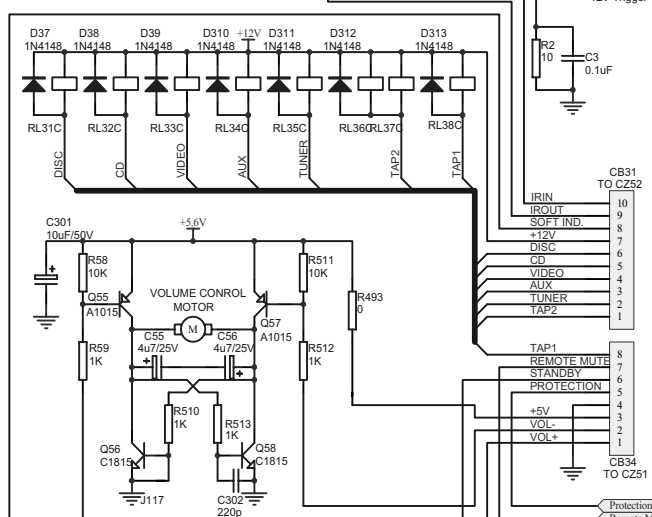 12V Trigger
D37 D38 D39 D310 +12V D311 D312 D313
1N4148 1N4148 1N4148 1N4148 1N4148 1N4148 1N4148
R2
10
C3
0.1uF
RL31C RL32C RL33C RL34C RL35C RL36C RL37C RL38C
DISC
CD
VIDEO
AUX
TUNER
TAP2
TAP1
CB31
TO CZ52
IRIN 10
IROUT 9
SOFT IND. 8
+12V 7
DISC 6
CD 5
VIDEO 4
AUX 3
TUNER 2
TAP2 1
C301
10uF/50V
+5.6V
R58
10K
R511
10K
Q55
A1015
VOLUME CONROL
MOTOR
M
Q57
A1015
R493
0
R59
1K
C55
4u7/25V
C56
4u7/25V
R512
1K
TAP1 8
REMOTE MUTE 7
STANDBY 6
PROTECTION 5
4
+5V 3
VOL- 2
VOL+ 1
R510
1K
R513
1K
Q56
C1815
Q58
C1815
J117
C302
220p
CB34
TO CZ51
Protection